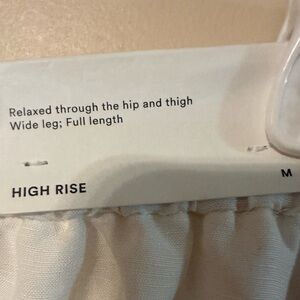 Relaxed through the hip and thigh
Wide leg; Full length
HIGH RISE
M